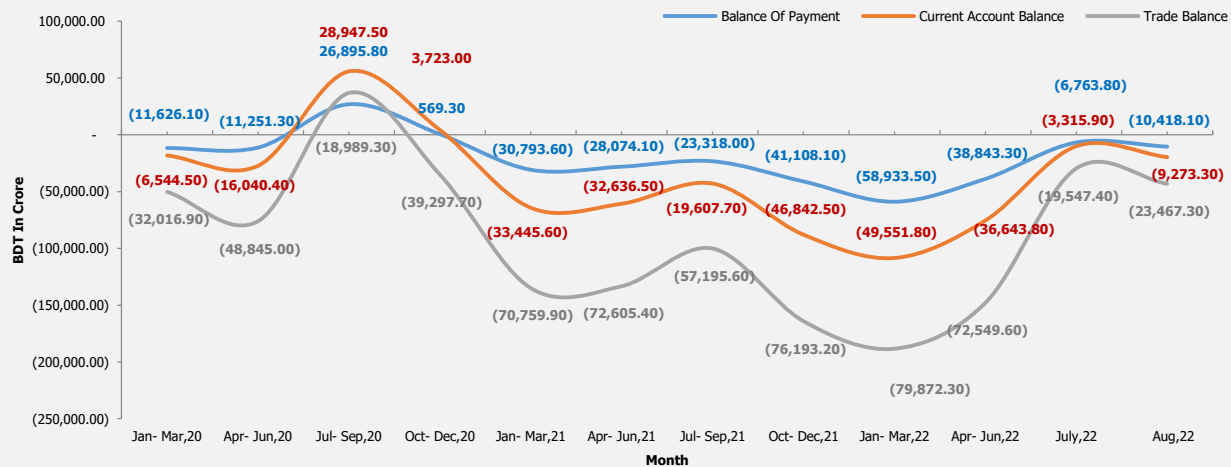 100,000.00
50,000.00
-
(50,000.00)
(100,000.00)
(150,000.00)
(200,000.00)
(250,000.00)
BDT In Crore
Balance Of Payment
Current Account Balance
Trade Balance
(11,626.10)
(11,251.30)
26,895.80
569.30
(30,793.60)
(28,074.10)
(23,318.00)
(41,108.10)
(58,933.50)
(38,843.30)
(6,763.80)
(10,418.10)
(6,544.50)
(16,040.40)
28,947.50
3,723.00
(33,445.60)
(32,636.50)
(19,607.70)
(46,842.50)
(49,551.80)
(36,643.80)
(3,315.90)
(9,273.30)
(32,016.90)
(48,845.00)
(18,989.30)
(39,297.70)
(70,759.90)
(72,605.40)
(57,195.60)
(76,193.20)
(79,872.30)
(72,549.60)
(19,547.40)
(23,467.30)
Jan- Mar,20
Apr- Jun,20
Jul- Sep,20
Oct- Dec,20
Jan- Mar,21
Apr- Jun,21
Jul- Sep,21
Oct- Dec,21
Jan- Mar,22
Apr- Jun,22
July,22
Aug,22
Month